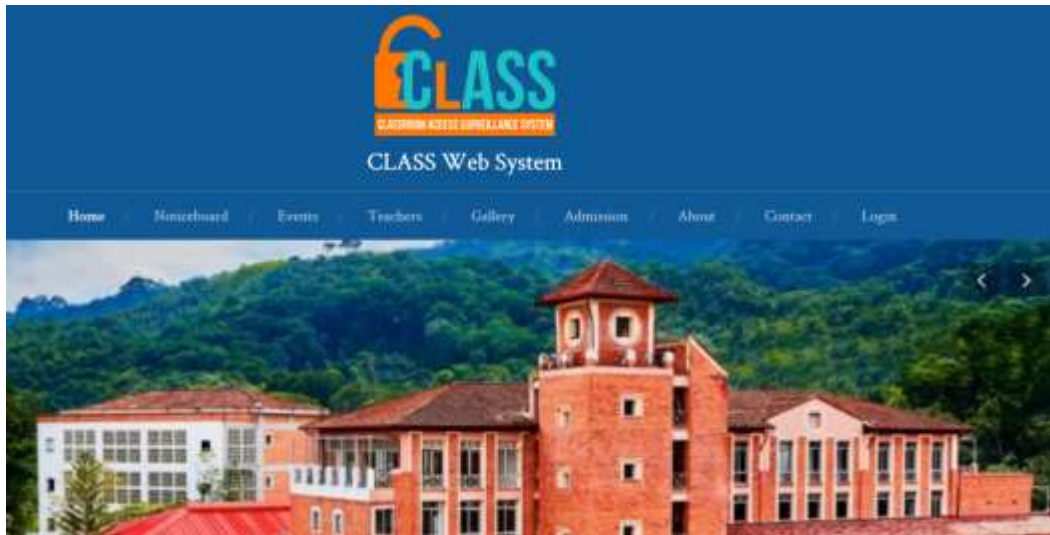 CLASS
CLASSROOM ACCESS SURVEILLANCE SYSTEM
CLASS Web System
Home / Noticeboard / Events / Teachers / Gallery / Admission / About / Contact / Login